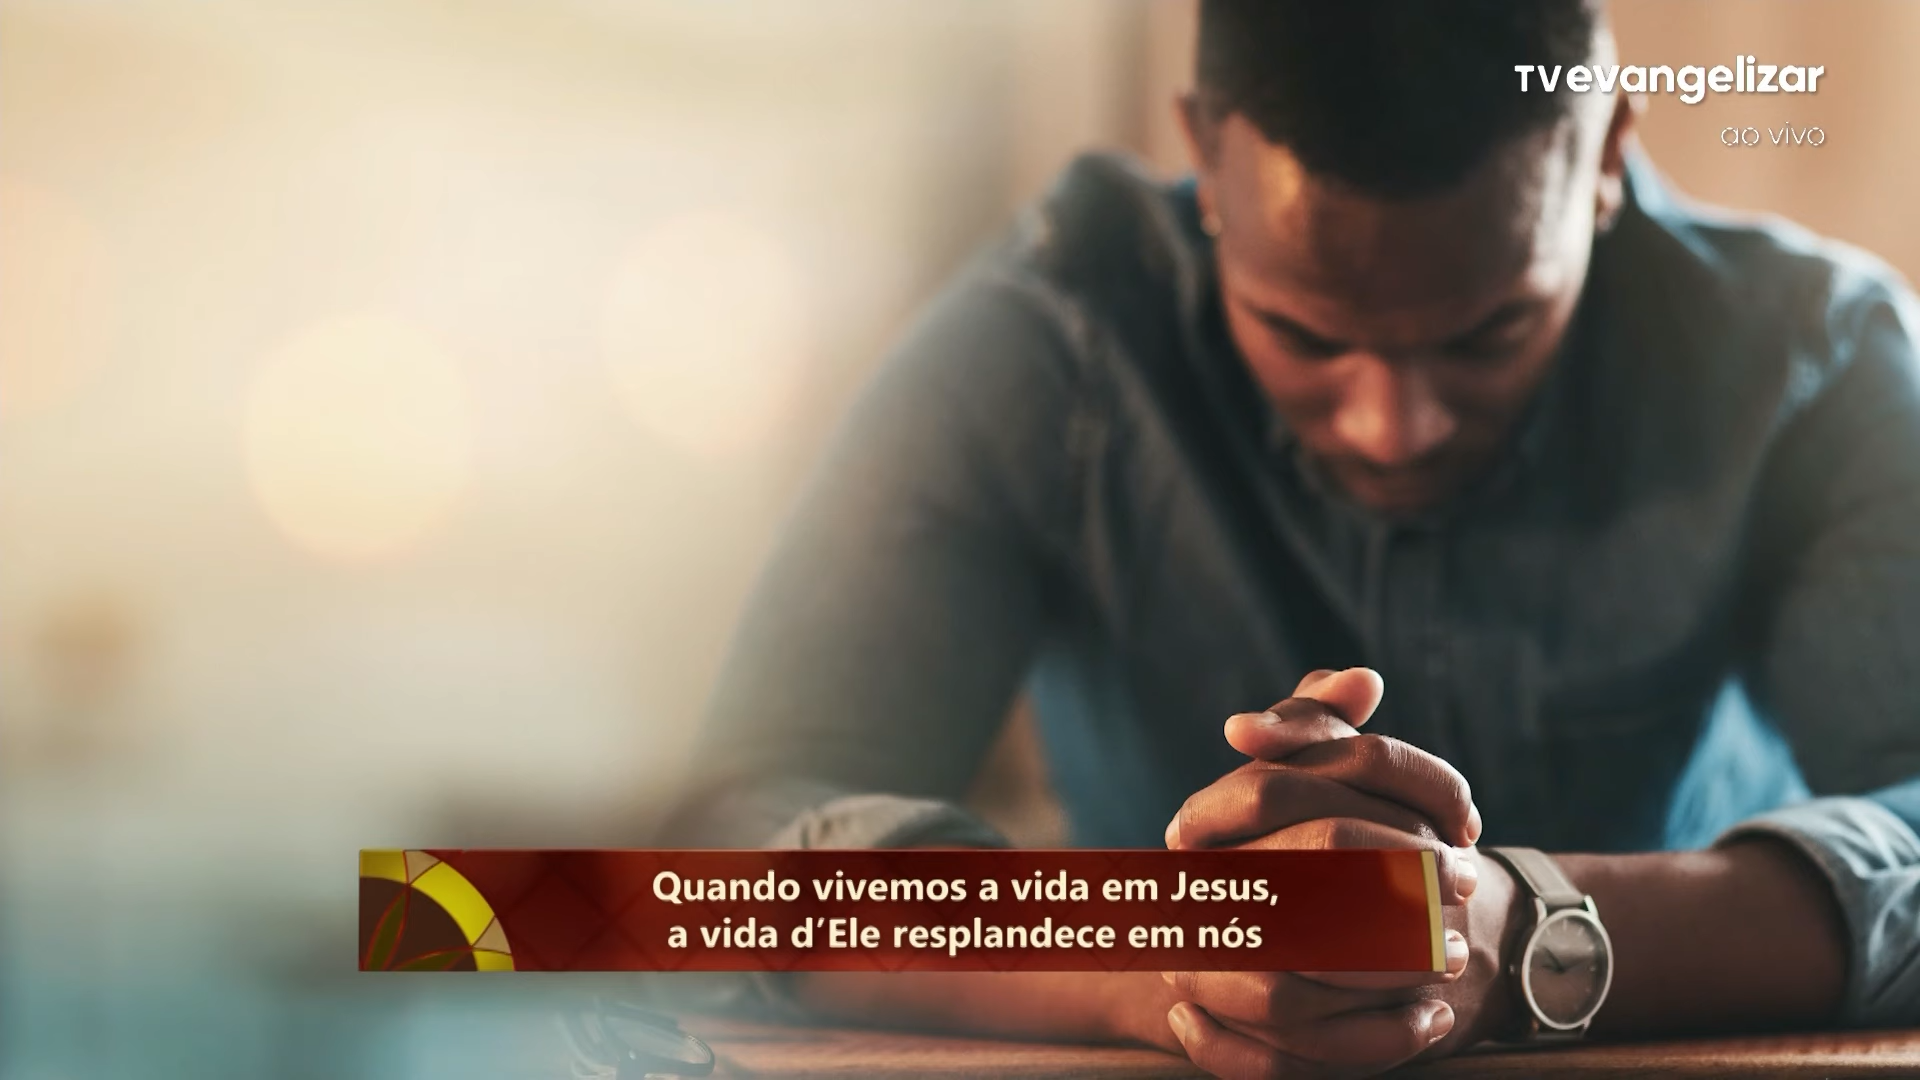 TVevangelizar
ao vivo
Quando vivemos a vida em Jesus,
a vida d'Ele resplandece em nós